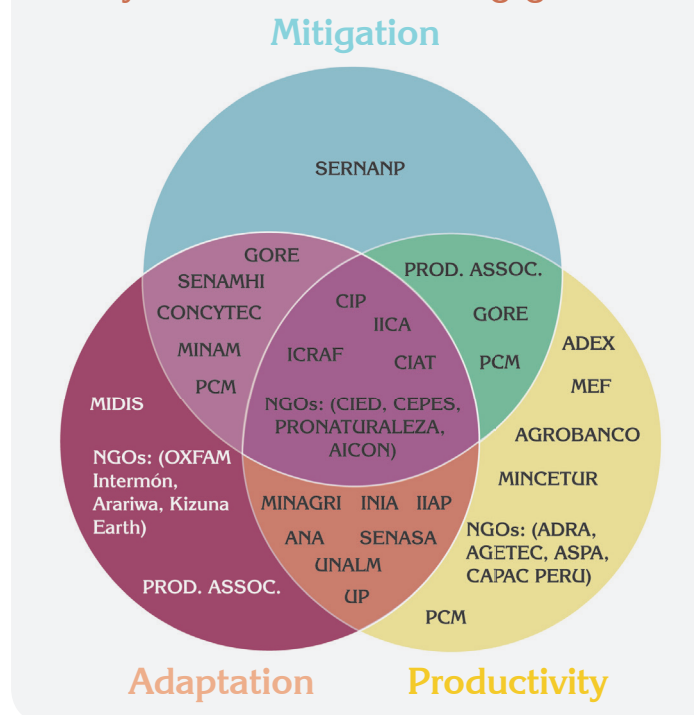 Mitigation
SERNANP
GORE
SENAMHI
CONCYTEC
MINAM
PCM
CIP
IICA
ICRAF
CIAT
NGOs: (CIED, CEPES,
PRONATURALEZA,
AICON)
PROD. ASSOC.
GORE
PCM
MIDIS
NGOs: (OXFAM
Intermón,
Arariwa, Kizuna
Earth)
PROD. ASSOC.
MINAGRI INIA IIAP
ANA SENASA
UNALM
UP
ADEX
MEF
AGROBANCO
MINCETUR
NGOs: (ADRA,
AGETEC, ASPA,
CAPAC PERU)
PCM
Adaptation
Productivity